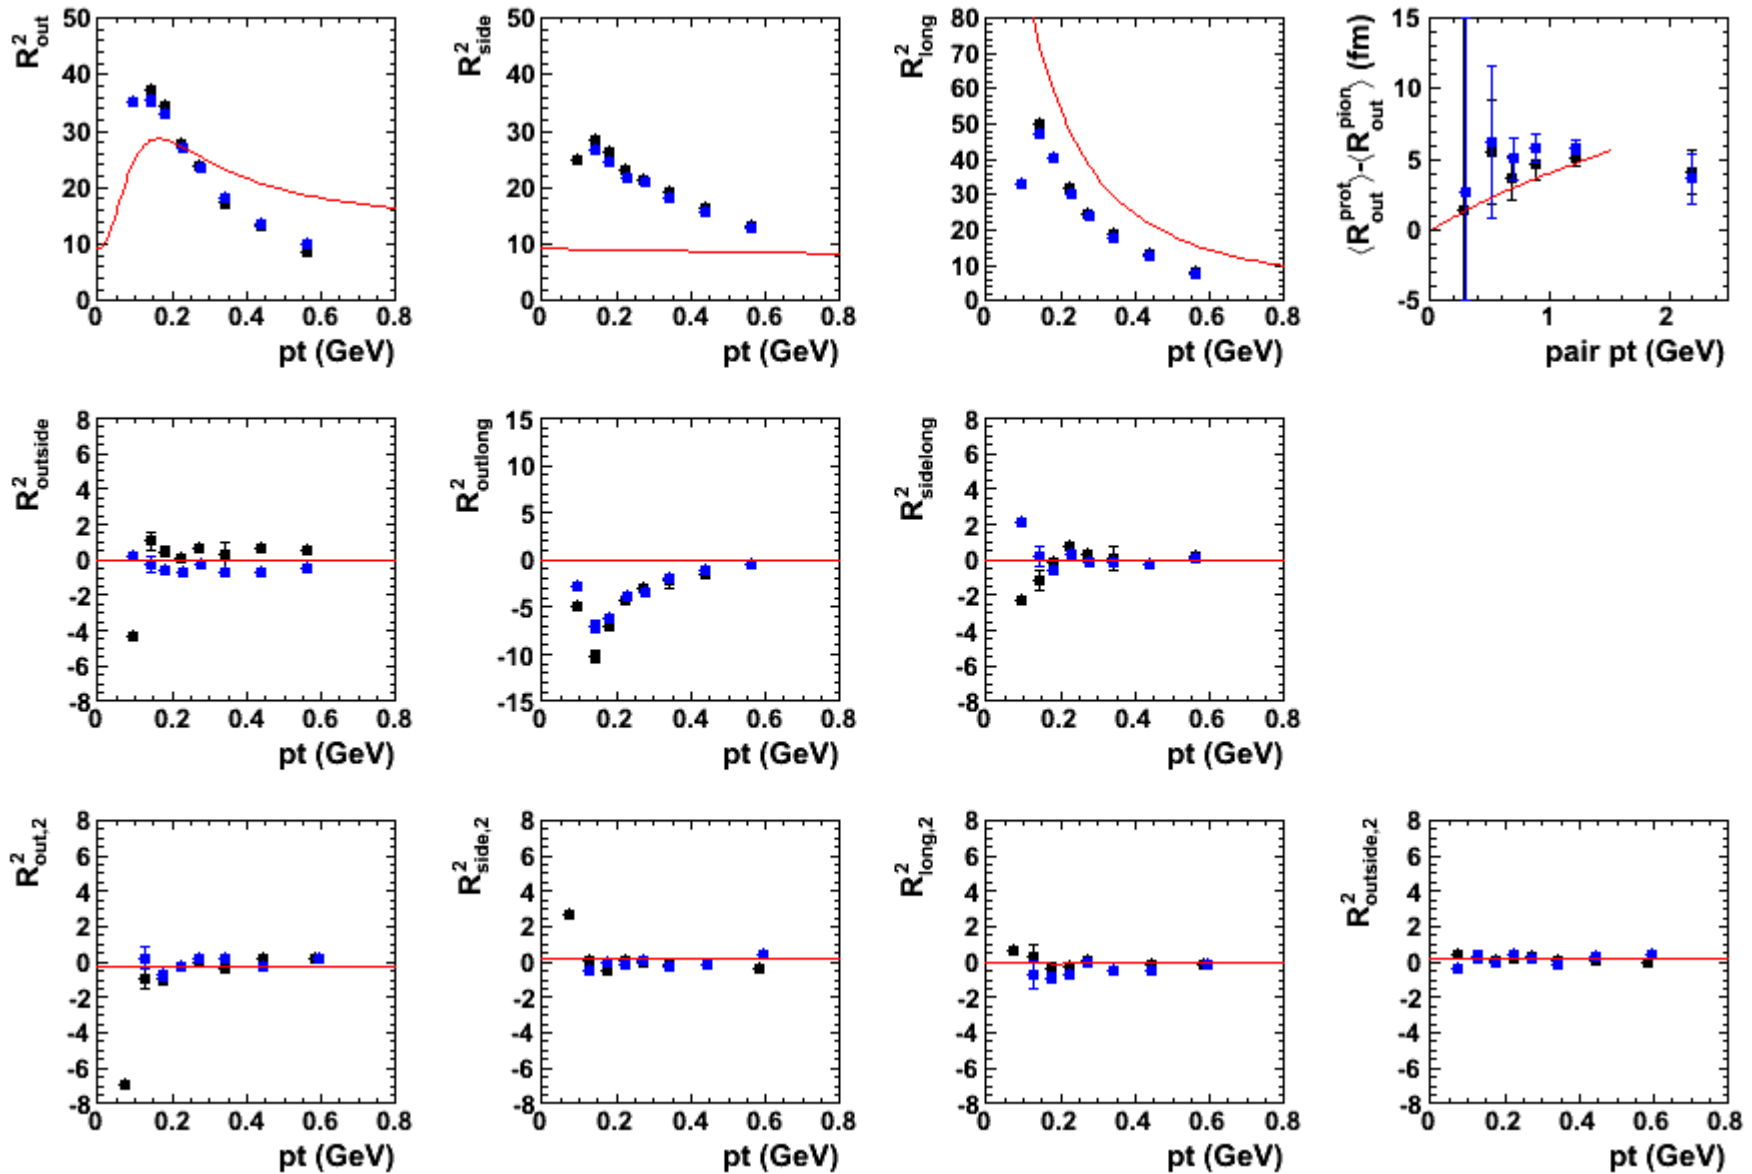 R²out
50
40
30
20
10
0
0 0.2 0.4 0.6 0.8
pt (GeV)
R²side
50
40
30
20
10
0
0 0.2 0.4 0.6 0.8
pt (GeV)
R²long
80
70
60
50
40
30
20
10
0
0 0.2 0.4 0.6 0.8
pt (GeV)
⟨R^prot_out⟩-⟨R^pion_out⟩ (fm)
15
10
5
0
-5
0 1 2
pair pt (GeV)
R²outside
8
6
4
2
0
-2
-4
-6
-8
0 0.2 0.4 0.6 0.8
pt (GeV)
R²outlong
15
10
5
0
-5
-10
-15
0 0.2 0.4 0.6 0.8
pt (GeV)
R²sidelong
8
6
4
2
0
-2
-4
-6
-8
0 0.2 0.4 0.6 0.8
pt (GeV)
R²out,2
8
6
4
2
0
-2
-4
-6
-8
0 0.2 0.4 0.6 0.8
pt (GeV)
R²side,2
8
6
4
2
0
-2
-4
-6
-8
0 0.2 0.4 0.6 0.8
pt (GeV)
R²long,2
8
6
4
2
0
-2
-4
-6
-8
0 0.2 0.4 0.6 0.8
pt (GeV)
R²outside,2
8
6
4
2
0
-2
-4
-6
-8
0 0.2 0.4 0.6 0.8
pt (GeV)